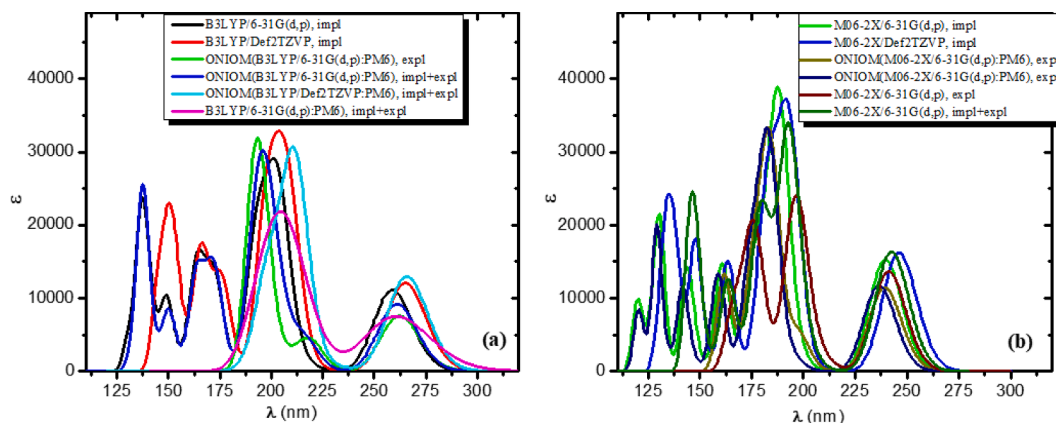 B3LYP/6-31G(d,p), impl
B3LYP/Def2TZVP, impl
ONIOM(B3LYP/6-31G(d,p):PM6), expl
ONIOM(B3LYP/6-31G(d,p):PM6), impl+expl
ONIOM(B3LYP/Def2TZVP:PM6), impl+expl
B3LYP/6-31G(d,p):PM6), impl+expl
40000
30000
20000
10000
0
ε
(a)
125 150 175 200 225 250 275 300
λ (nm)
M06-2X/6-31G(d,p), impl
M06-2X/Def2TZVP, impl
ONIOM(M06-2X/6-31G(d,p):PM6), exp
ONIOM(M06-2X/6-31G(d,p):PM6), exp
M06-2X/6-31G(d,p), expl
M06-2X/6-31G(d,p), impl+expl
40000
30000
20000
10000
0
ε
(b)
125 150 175 200 225 250 275 300
λ (nm)